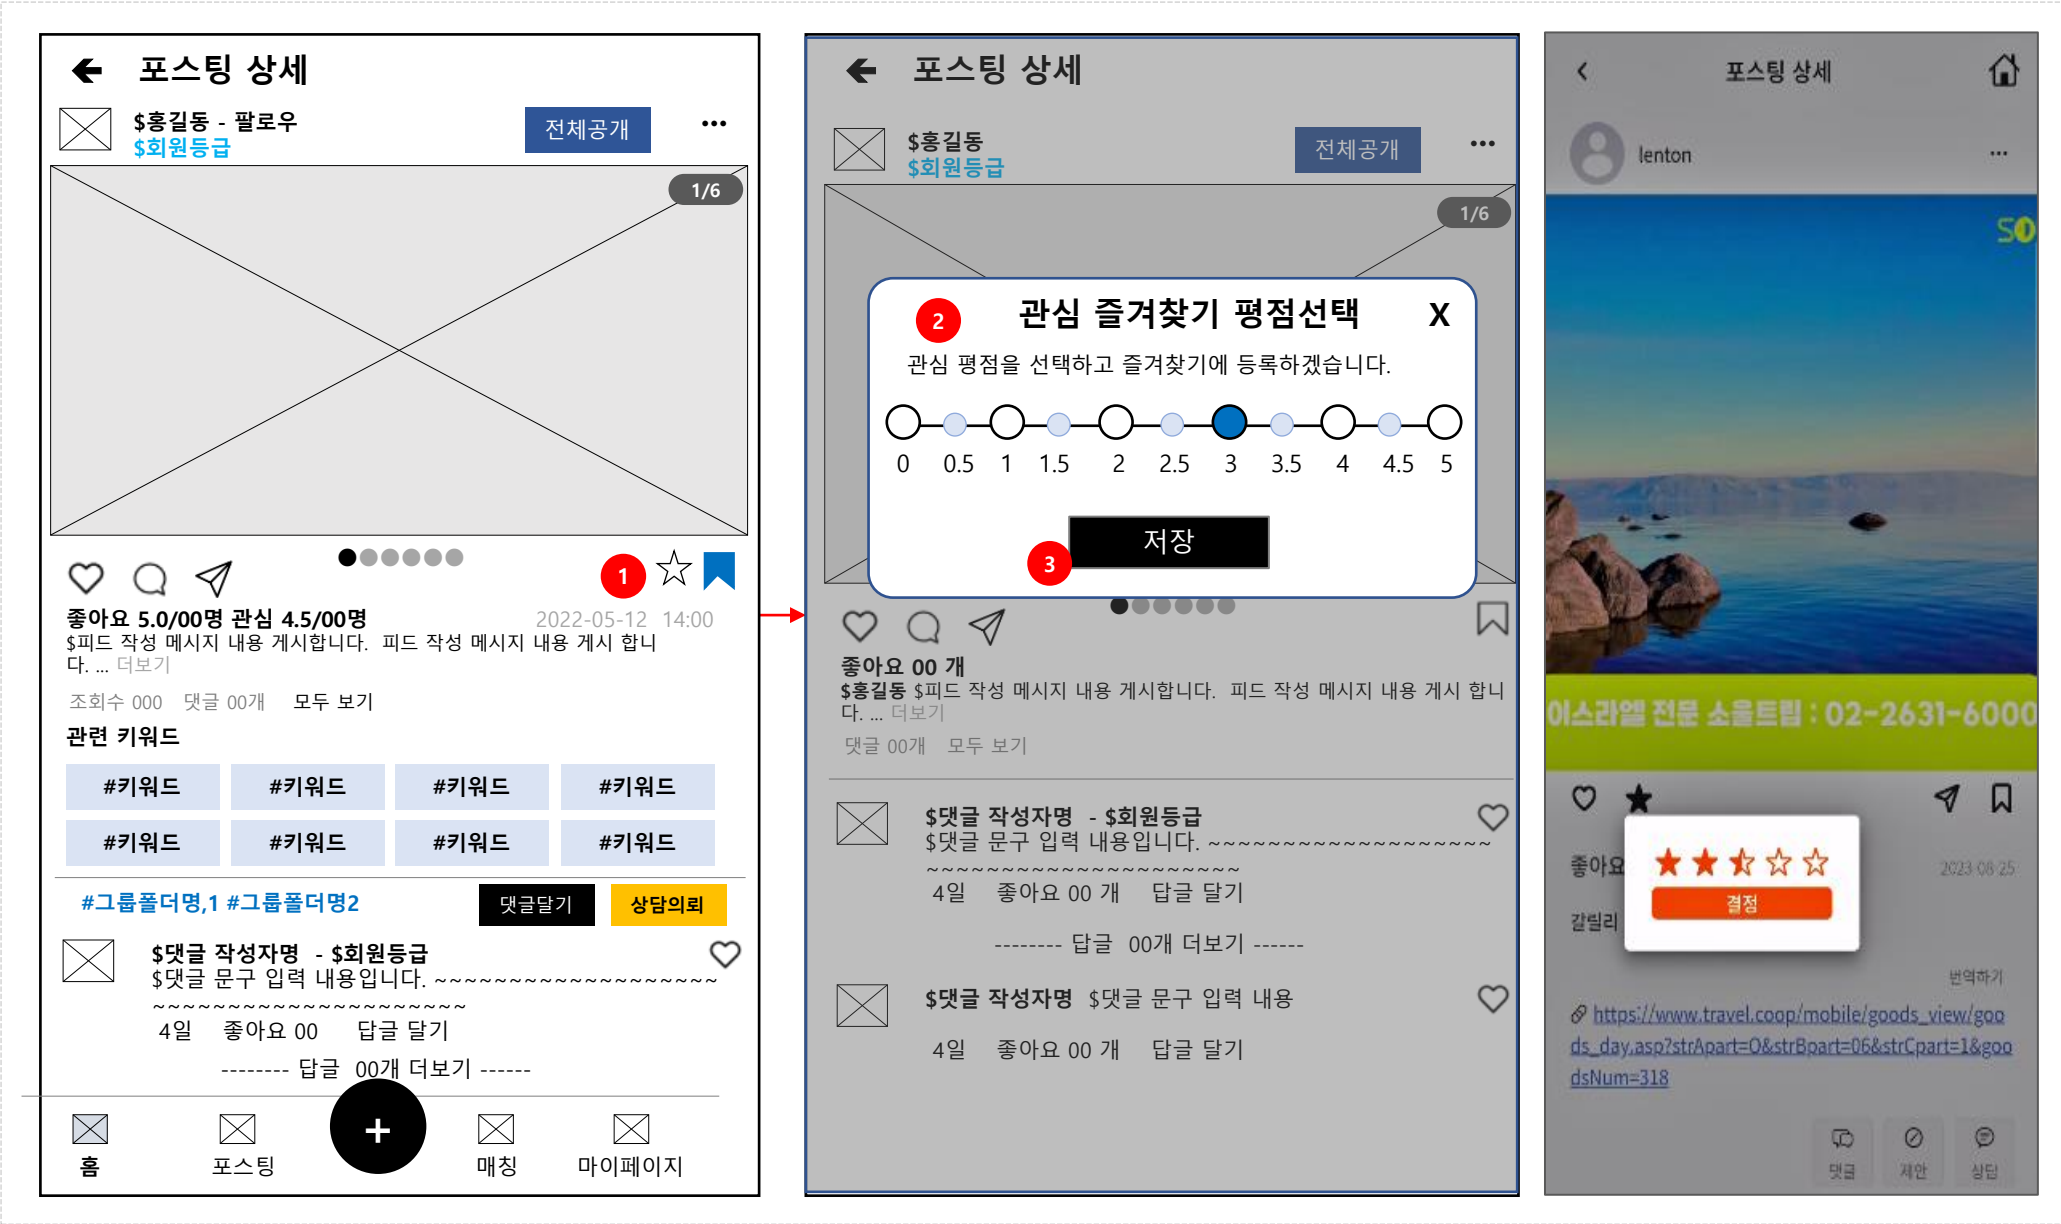 포스팅 상세
$홍길동 - 팔로우
$회원등급
전체공개
1/6
1
좋아요 5.0/00명 관심 4.5/00명
2022-05-12 14:00
$피드 작성 메시지 내용 게시합니다. 피드 작성 메시지 내용 게시 합니
다. ... 더보기
조회수 000 댓글 00개 모두 보기
관련 키워드
#키워드 #키워드 #키워드 #키워드
#키워드 #키워드 #키워드 #키워드
#그룹폴더명,1 #그룹폴더명2
댓글달기
상담의뢰
$댓글 작성자명 - $회원등급
$댓글 문구 입력 내용입니다. ~~~~~~~~~~~~~~~~~~~
~~~~~~~~~~~~~~~~~~~~~
4일 좋아요 00 답글 달기
-------- 답글 00개 더보기 ------
+
홈 포스팅 매칭 마이페이지
포스팅 상세
$홍길동
$회원등급
전체공개
1/6
2
관심 즐겨찾기 평점선택 X
관심 평점을 선택하고 즐겨찾기에 등록하겠습니다.
0 0.5 1 1.5 2 2.5 3 3.5 4 4.5 5
저장
3
좋아요 00 개
$홍길동 $피드 작성 메시지 내용 게시합니다. 피드 작성 메시지 내용 게시 합니
다. ... 더보기
댓글 00개 모두 보기
$댓글 작성자명 - $회원등급
$댓글 문구 입력 내용입니다. ~~~~~~~~~~~~~~~~~~~
~~~~~~~~~~~~~~~~~~~~~
4일 좋아요 00 개 답글 달기
-------- 답글 00개 더보기 ------
$댓글 작성자명 $댓글 문구 입력 내용
4일 좋아요 00 개 답글 달기
포스팅 상세
lenton
이스라엘 전문 소울트립 : 02-2631-6000
좋아요
2023-08-25
결정
갈릴리
번역하기
https://www.travel.coop/mobile/goods_view/goo
ds_day.asp?strApart=O&strBpart=06&strCpart=1&goo
dsNum=318
댓글 제안 상담